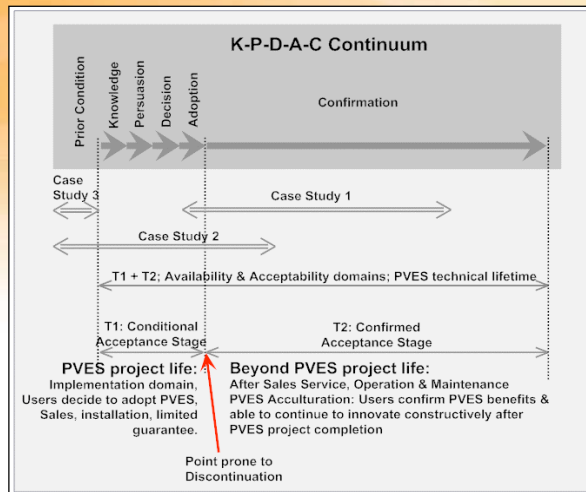 K-P-D-A-C Continuum
Prior Condition
Knowledge
Persuasion
Decision
Adoption
Confirmation
Case
Study 3
Case Study 1
Case Study 2
T1 + T2; Availability & Acceptability domains; PVES technical lifetime
T1: Conditional
Acceptance Stage
T2: Confirmed
Acceptance Stage
PVES project life:
Implementation domain,
Users decide to adopt PVES,
Sales, installation, limited
guarantee.
Beyond PVES project life:
After Sales Service, Operation & Maintenance
PVES Acculturation: Users confirm PVES benefits &
able to continue to innovate constructively after
PVES project completion
Point prone to
Discontinuation